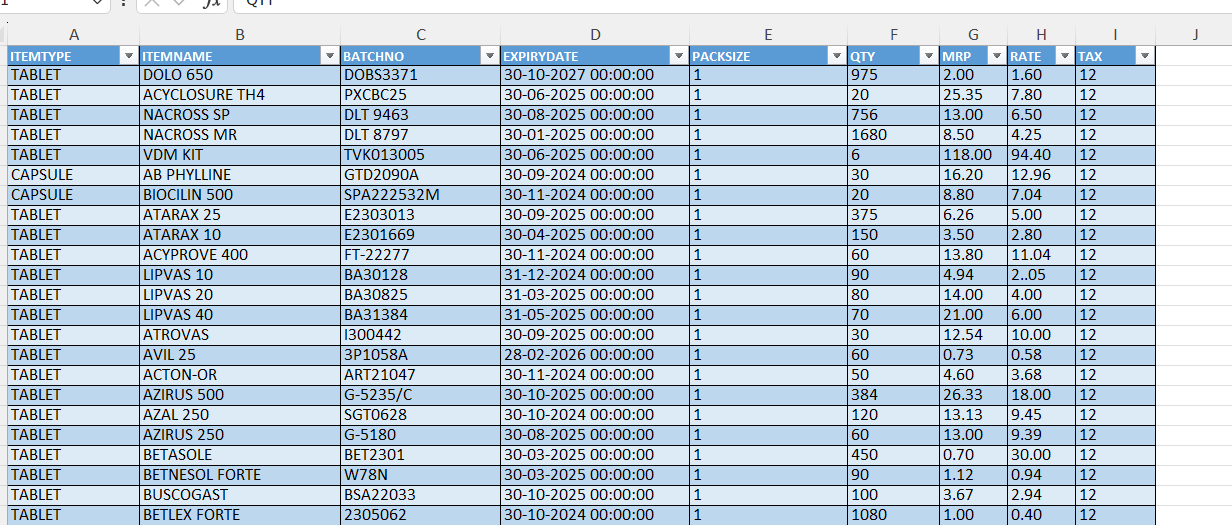 A B C D E F G H I J
ITEMTYPE ITEMNAME BATCHNO EXPIRYDATE PACKSIZE QTY MRP RATE TAX
TABLET DOLO 650 DOBS3371 30-10-2027 00:00:00 1 975 2.00 1.60 12
TABLET ACYCLOSURE TH4 PXCBC25 30-06-2025 00:00:00 1 20 25.35 7.80 12
TABLET NACROSS SP DLT 9463 30-08-2025 00:00:00 1 756 13.00 6.50 12
TABLET NACROSS MR DLT 8797 30-01-2025 00:00:00 1 1680 8.50 4.25 12
TABLET VDM KIT TVK013005 30-06-2025 00:00:00 1 6 118.00 94.40 12
CAPSULE AB PHYLLINE GTD2090A 30-09-2024 00:00:00 1 30 16.20 12.96 12
CAPSULE BIOCILIN 500 SPA222532M 30-11-2024 00:00:00 1 20 8.80 7.04 12
TABLET ATARAX 25 E2303013 30-09-2025 00:00:00 1 375 6.26 5.00 12
TABLET ATARAX 10 E2301669 30-04-2025 00:00:00 1 150 3.50 2.80 12
TABLET ACYPROVE 400 FT-22277 30-11-2024 00:00:00 1 60 13.80 11.04 12
TABLET LIPVAS 10 BA30128 31-12-2024 00:00:00 1 90 4.94 2..05 12
TABLET LIPVAS 20 BA30825 31-03-2025 00:00:00 1 80 14.00 4.00 12
TABLET LIPVAS 40 BA31384 31-05-2025 00:00:00 1 70 21.00 6.00 12
TABLET ATROVAS I300442 30-09-2025 00:00:00 1 30 12.54 10.00 12
TABLET AVIL 25 3P1058A 28-02-2026 00:00:00 1 60 0.73 0.58 12
TABLET ACTON-OR ART21047 30-11-2024 00:00:00 1 50 4.60 3.68 12
TABLET AZIRUS 500 G-5235/C 30-10-2025 00:00:00 1 384 26.33 18.00 12
TABLET AZAL 250 SGT0628 30-10-2024 00:00:00 1 120 13.13 9.45 12
TABLET AZIRUS 250 G-5180 30-08-2025 00:00:00 1 60 13.00 9.39 12
TABLET BETASOLE BET2301 30-03-2025 00:00:00 1 450 0.70 30.00 12
TABLET BETNESOL FORTE W78N 30-03-2025 00:00:00 1 90 1.12 0.94 12
TABLET BUSCOGAST BSA22033 30-10-2025 00:00:00 1 100 3.67 2.94 12
TABLET BETLEX FORTE 2305062 30-10-2024 00:00:00 1 1080 1.00 0.40 12